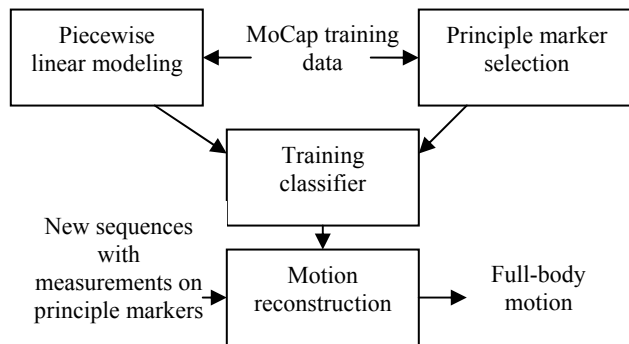 Piecewise
linear modeling
MoCap training
data
Principle marker
selection
Training
classifier
New sequences
with
measurements on
principle markers
Motion
reconstruction
Full-body
motion